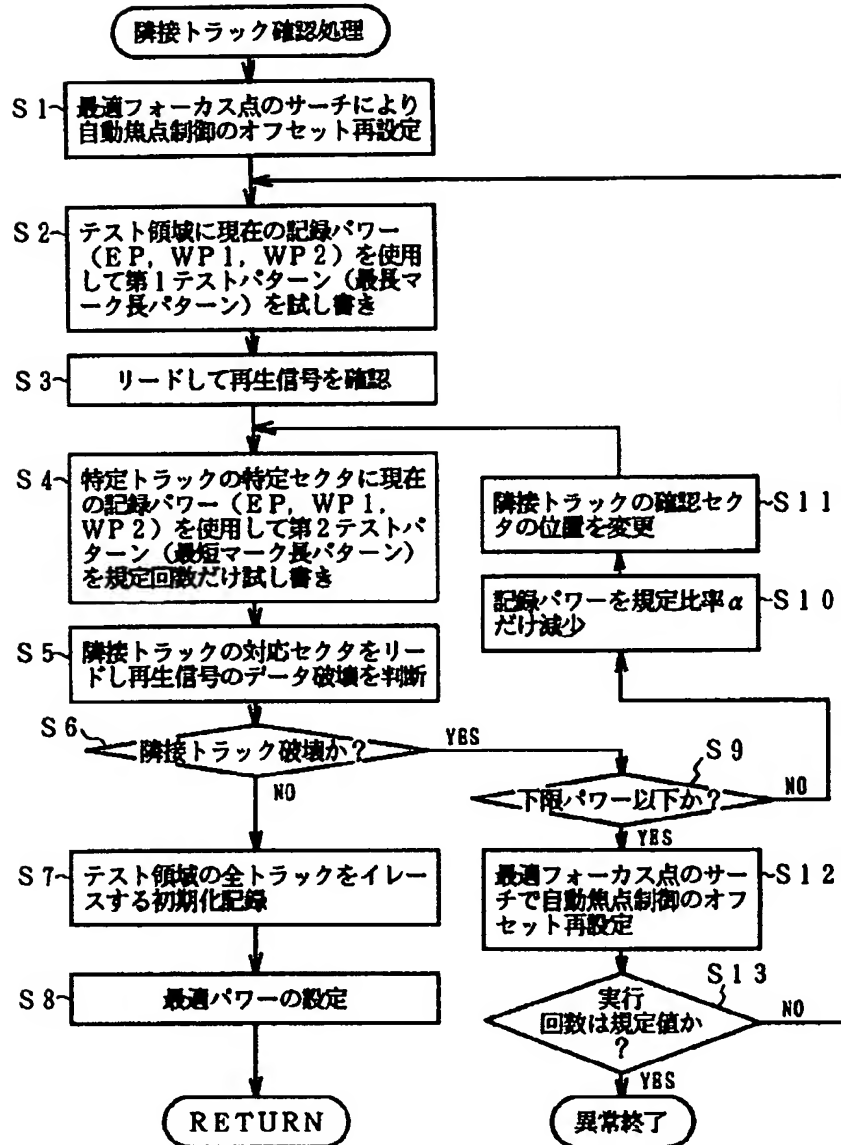 隣接トラック確認処理
S1
最適フォーカス点のサーチにより
自動焦点制御のオフセット再設定
S2
テスト領域に現在の記録パワー
(EP, WP1, WP2) を使用
して第1テストパターン (最長マ
ーク長パターン) を試し書き
S3
リードして再生信号を確認
S4
特定トラックの特定セクタに現在
の記録パワー (EP, WP1,
WP2) を使用して第2テストパ
ターン (最短マーク長パターン)
を規定回数だけ試し書き
S5
隣接トラックの対応セクタをリー
ドし再生信号のデータ破壊を判断
S6
隣接トラック破壊か?
YES
NO
S7
テスト領域の全トラックをイレー
スする初期化記録
S8
最適パワーの設定
RETURN
S11
隣接トラックの確認セク
タの位置を変更
S10
記録パワーを規定比率α
だけ減少
S9
下限パワー以下か?
NO
YES
S12
最適フォーカス点のサー
チで自動焦点制御のオフ
セット再設定
S13
実行
回数は規定値か
?
NO
YES
異常終了